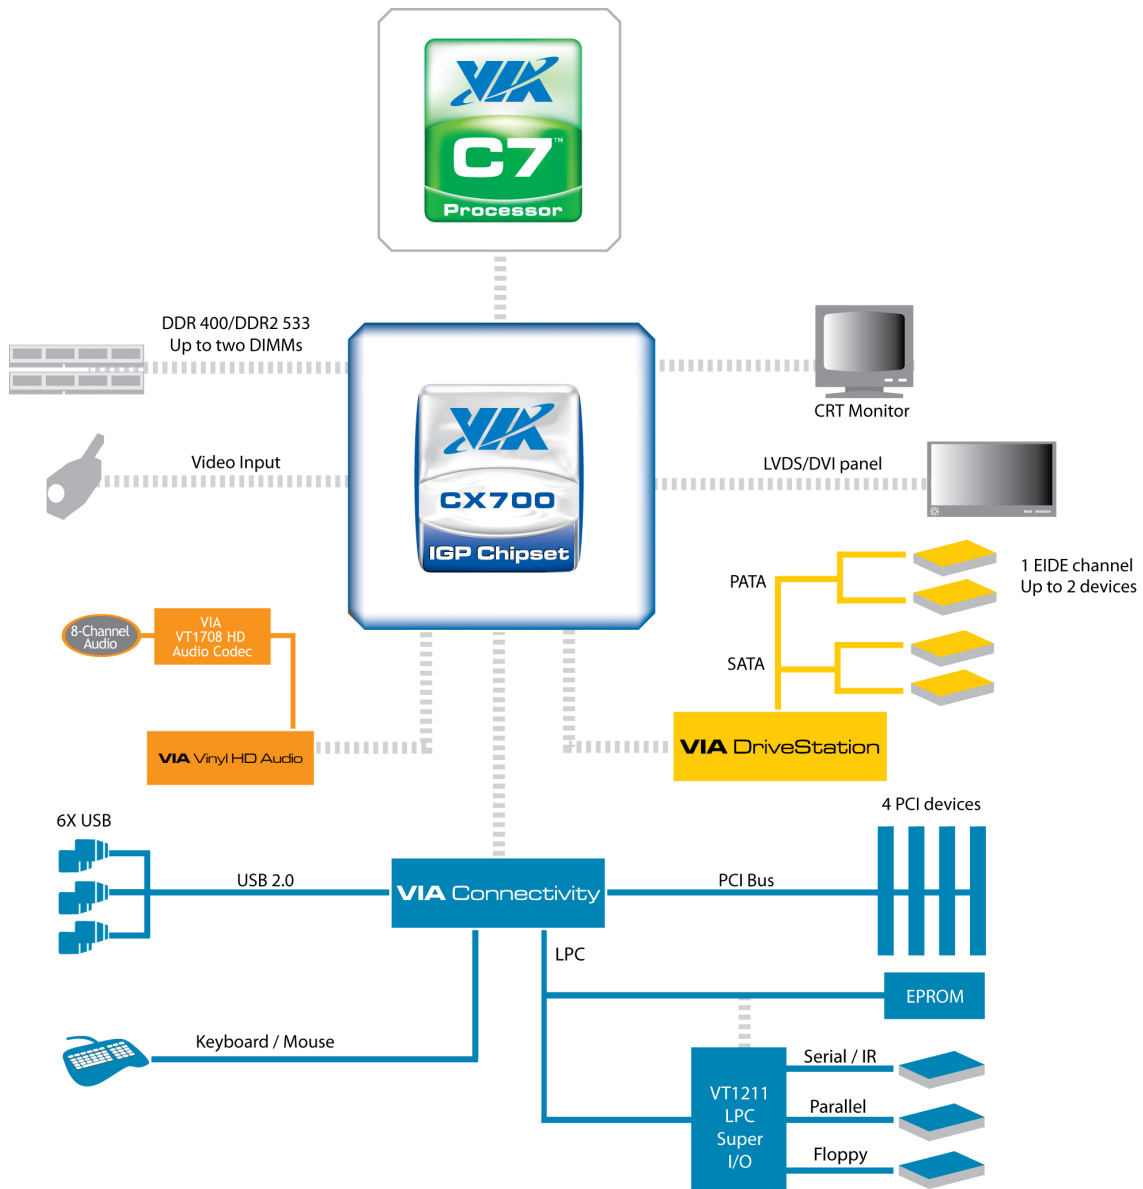 VIA
C7™
Processor
DDR 400/DDR2 533
Up to two DIMMs
CRT Monitor
Video Input
VIA
CX700
IGP Chipset
LVDS/DVI panel
PATA
1 EIDE channel
Up to 2 devices
SATA
8-Channel
Audio
VIA
VT1708 HD
Audio Codec
VIA Vinyl HD Audio
VIA DriveStation
6X USB
USB 2.0
VIA Connectivity
PCI Bus
4 PCI devices
LPC
EPROM
Keyboard / Mouse
VT1211
LPC
Super
I/O
Serial / IR
Parallel
Floppy